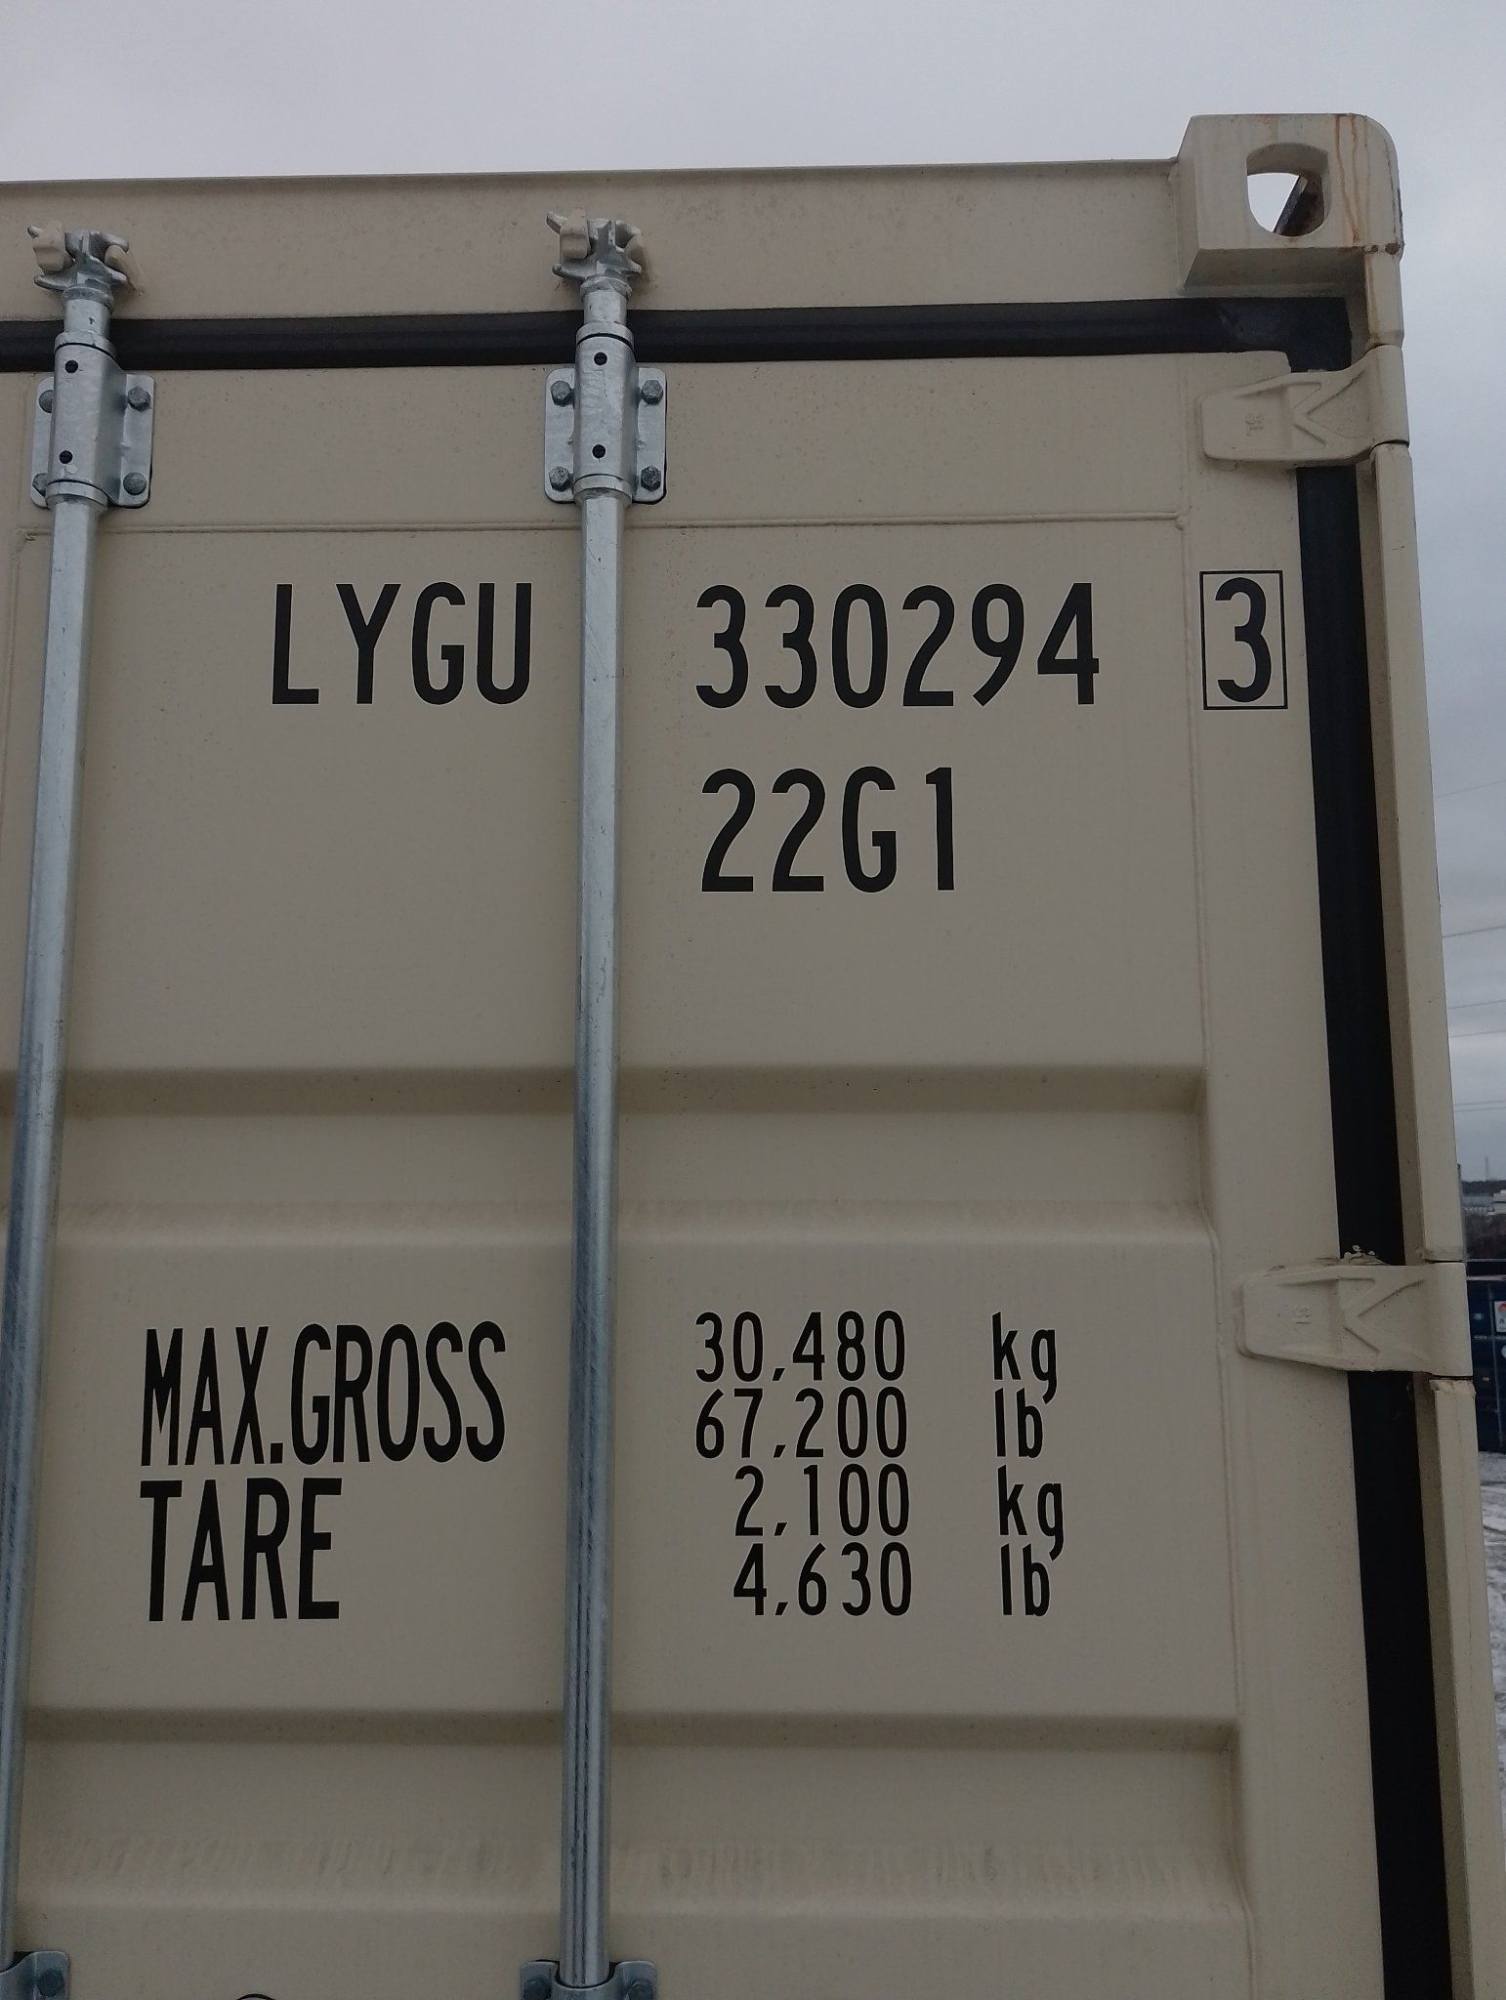 LYGU 330294 3
22G1
MAX.GROSS 30,480 kg
67,200 lb
TARE 2,100 kg
4,630 lb